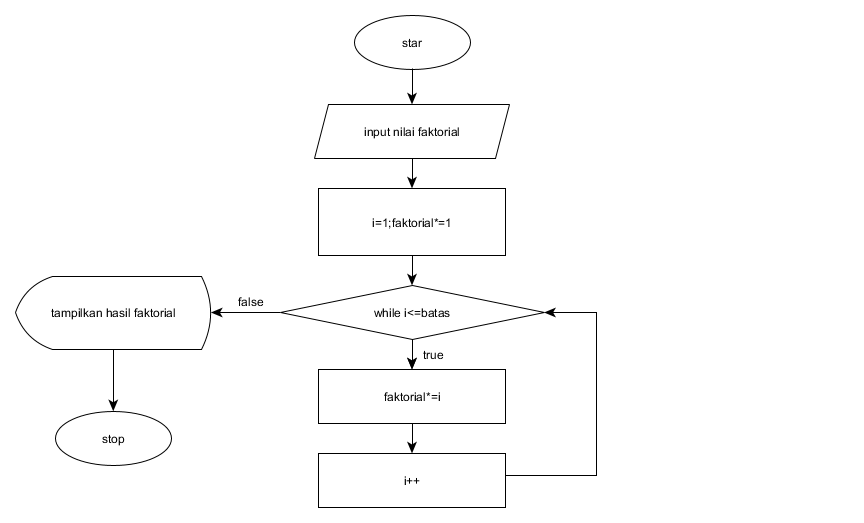 star
input nilai faktorial
i=1;faktorial*=1
while i<=batas
false
tampilkan hasil faktorial
true
faktorial*=i
stop
i++